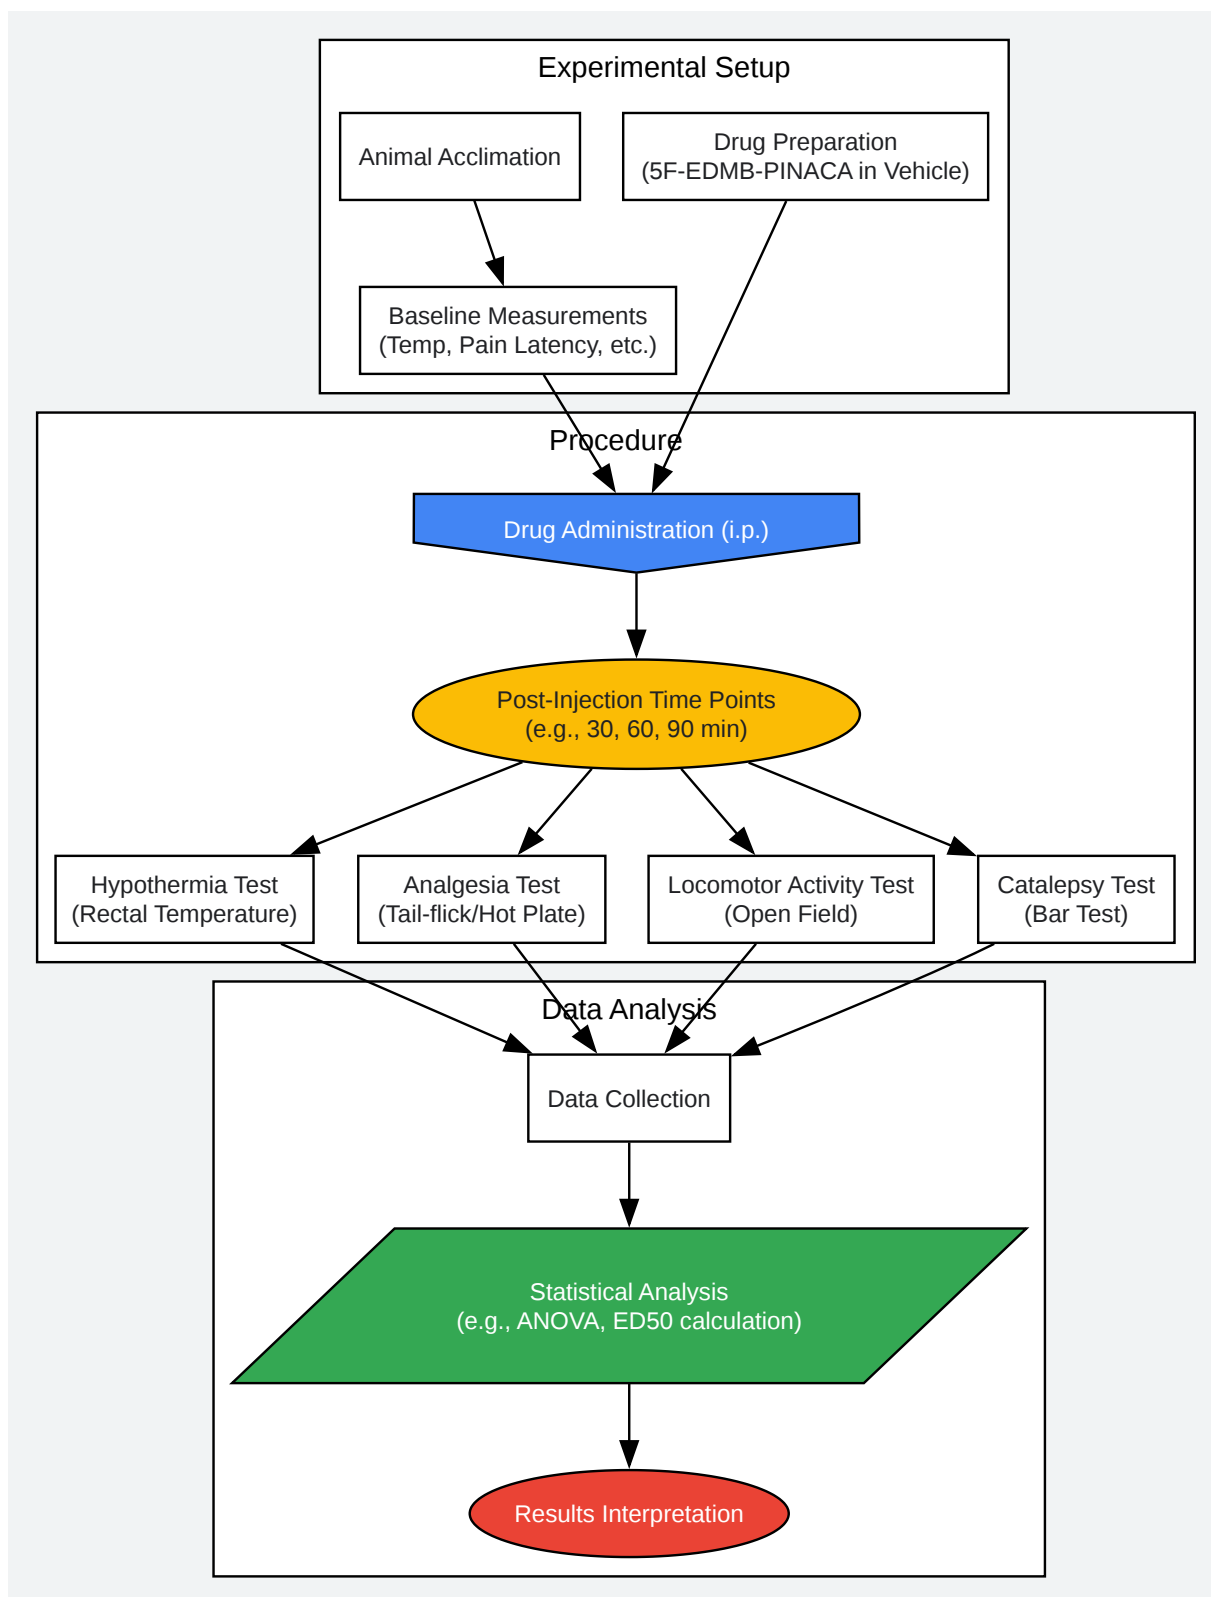 Experimental Setup
Animal Acclimation
Drug Preparation
(5F-EDMB-PINACA in Vehicle)
Baseline Measurements
(Temp, Pain Latency, etc.)
Procedure
Drug Administration (i.p.)
Post-Injection Time Points
(e.g., 30, 60, 90 min)
Hypothermia Test
(Rectal Temperature)
Analgesia Test
(Tail-flick/Hot Plate)
Locomotor Activity Test
(Open Field)
Catalepsy Test
(Bar Test)
Data Analysis
Data Collection
Statistical Analysis
(e.g., ANOVA, ED50 calculation)
Results Interpretation